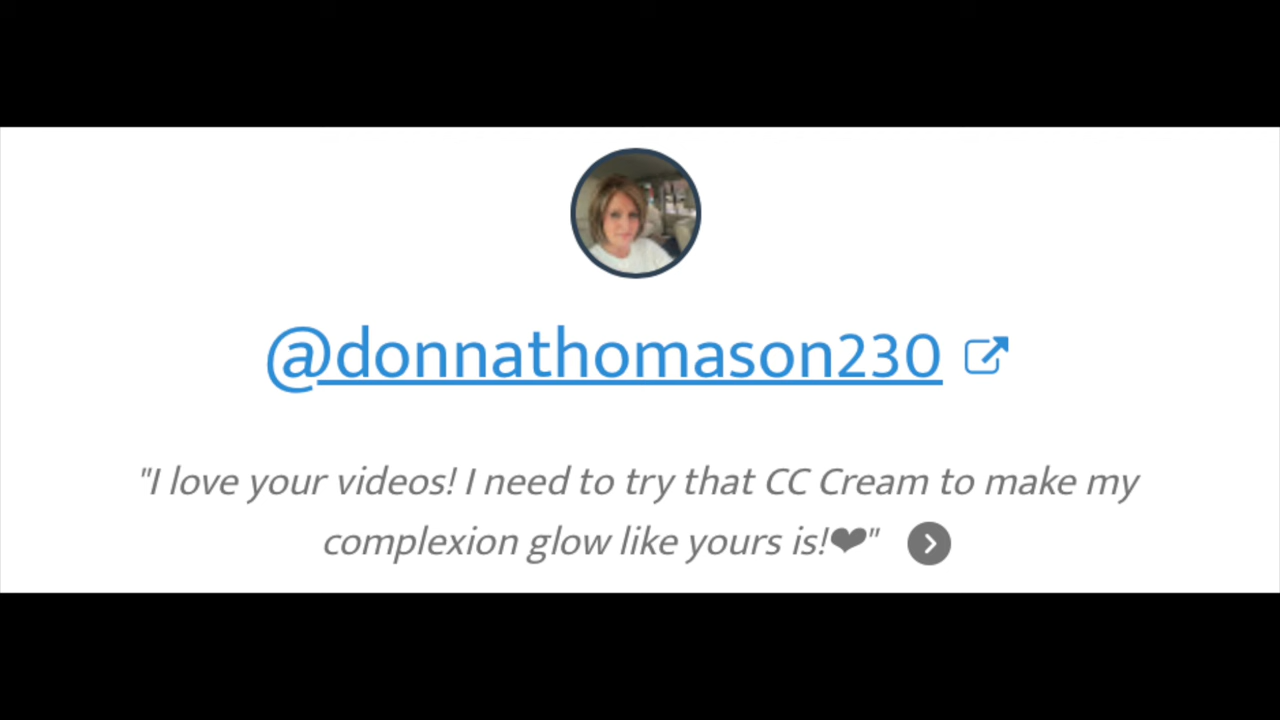 @donnathomason230
"I love your videos! I need to try that CC Cream to make my
complexion glow like yours is!❤"